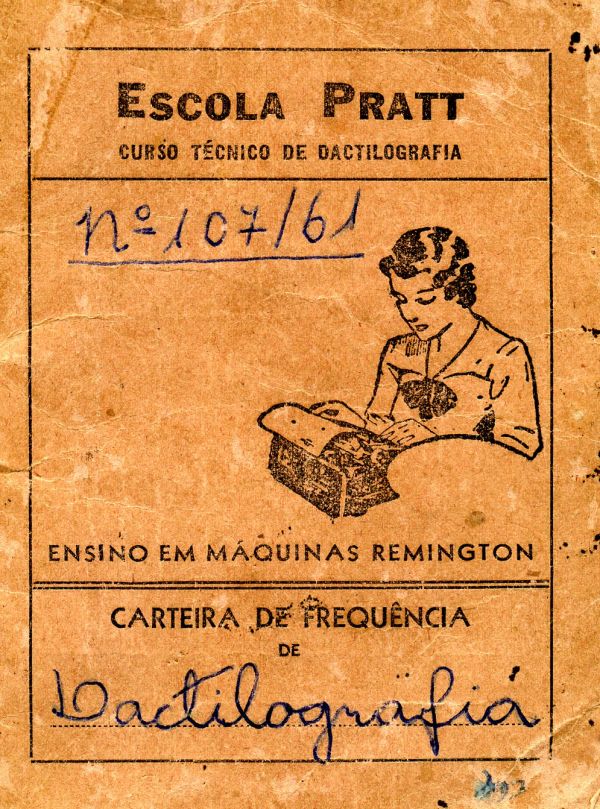 ESCOLA PRATT
CURSO TÉCNICO DE DACTILOGRAFIA
Nº 107/61
ENSINO EM MÁQUINAS REMINGTON
CARTEIRA DE FREQUÊNCIA
DE
Dactilografia